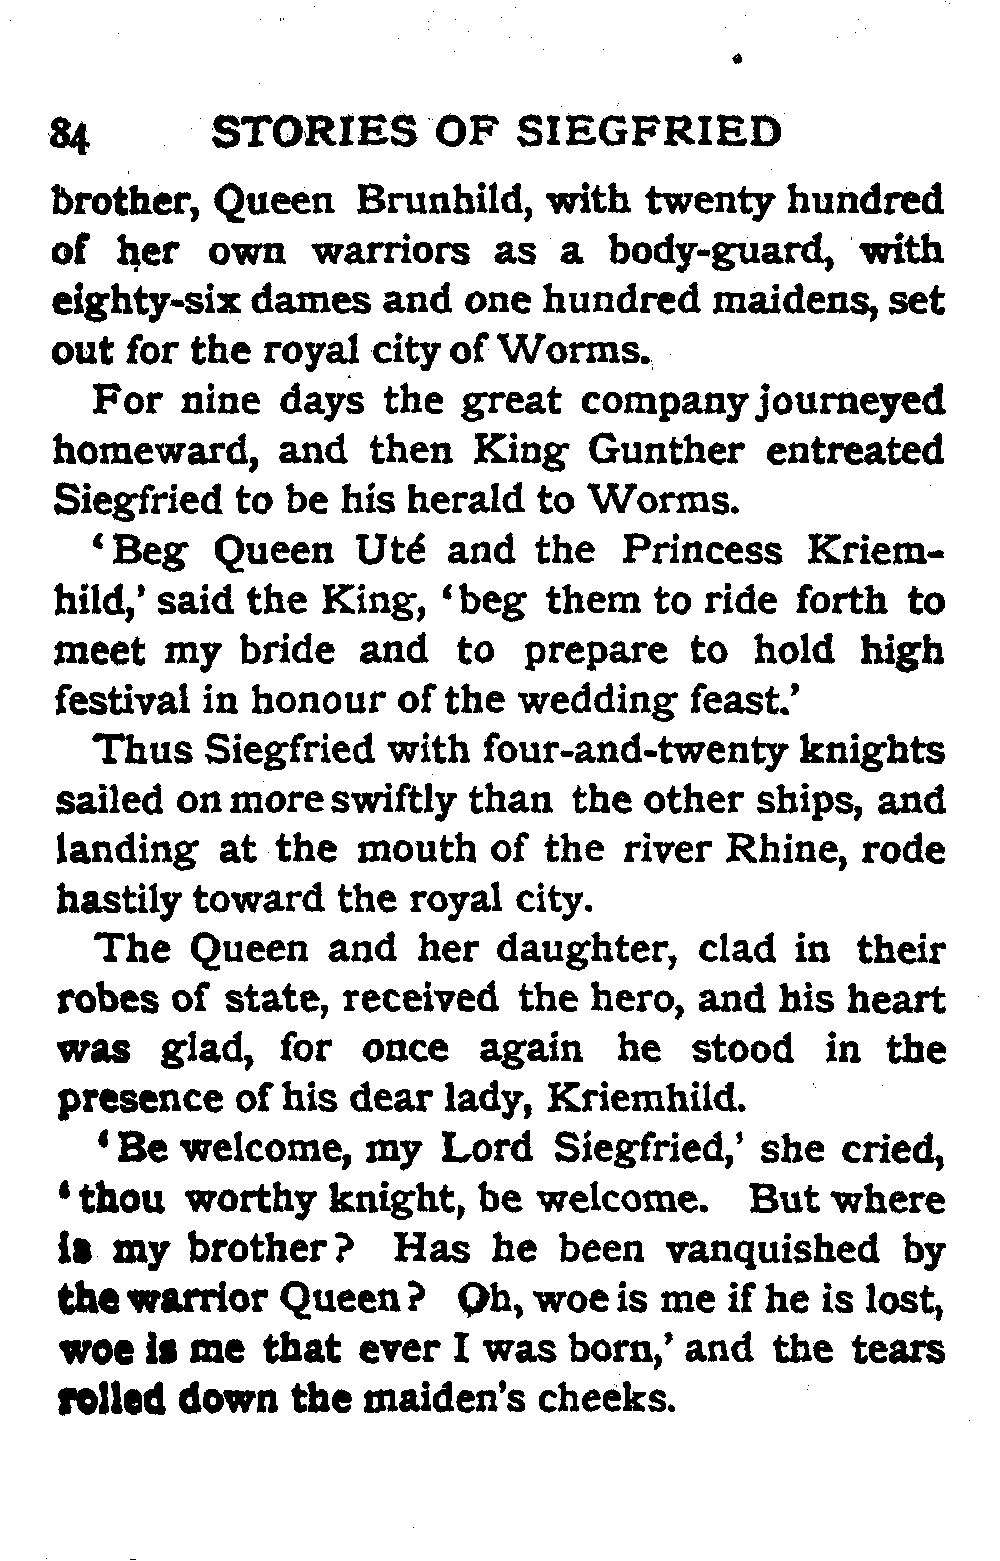 84 STORIES OF SIEGFRIED
brother, Queen Brunhild, with twenty hundred
of her own warriors as a body-guard, with
eighty-six dames and one hundred maidens, set
out for the royal city of Worms.
For nine days the great company journeyed
homeward, and then King Gunther entreated
Siegfried to be his herald to Worms.
‘Beg Queen Uté and the Princess Kriem-
hild,’ said the King, ‘beg them to ride forth to
meet my bride and to prepare to hold high
festival in honour of the wedding feast.’
Thus Siegfried with four-and-twenty knights
sailed on more swiftly than the other ships, and
landing at the mouth of the river Rhine, rode
hastily toward the royal city.
The Queen and her daughter, clad in their
robes of state, received the hero, and his heart
was glad, for once again he stood in the
presence of his dear lady, Kriemhild.
‘Be welcome, my Lord Siegfried,’ she cried,
‘thou worthy knight, be welcome. But where
is my brother? Has he been vanquished by
the warrior Queen? Oh, woe is me if he is lost,
woe is me that ever I was born,’ and the tears
rolled down the maiden's cheeks.